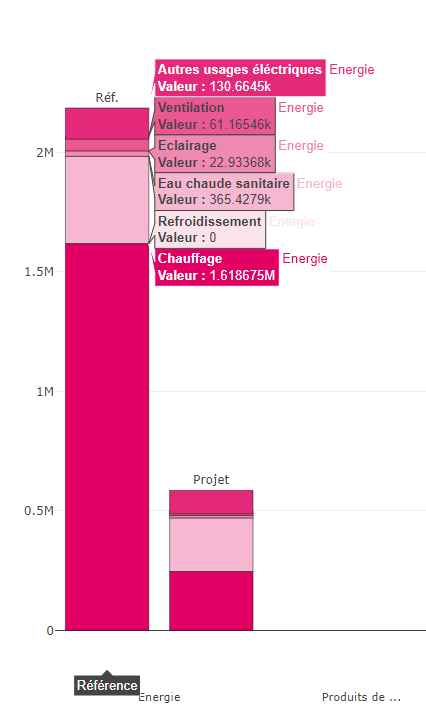 Autres usages éléctriques Energie
Valeur : 130.6645k
Réf.
Ventilation Energie
Valeur : 61.16546k
Eclairage Energie
Valeur : 22.93368k
2M
Eau chaude sanitaire Energie
Valeur : 365.4279k
Refroidissement Energie
Valeur : 0
Chauffage Energie
Valeur : 1.618675M
1.5M
1M
Projet
0.5M
0
Référence
Energie
Produits de ...